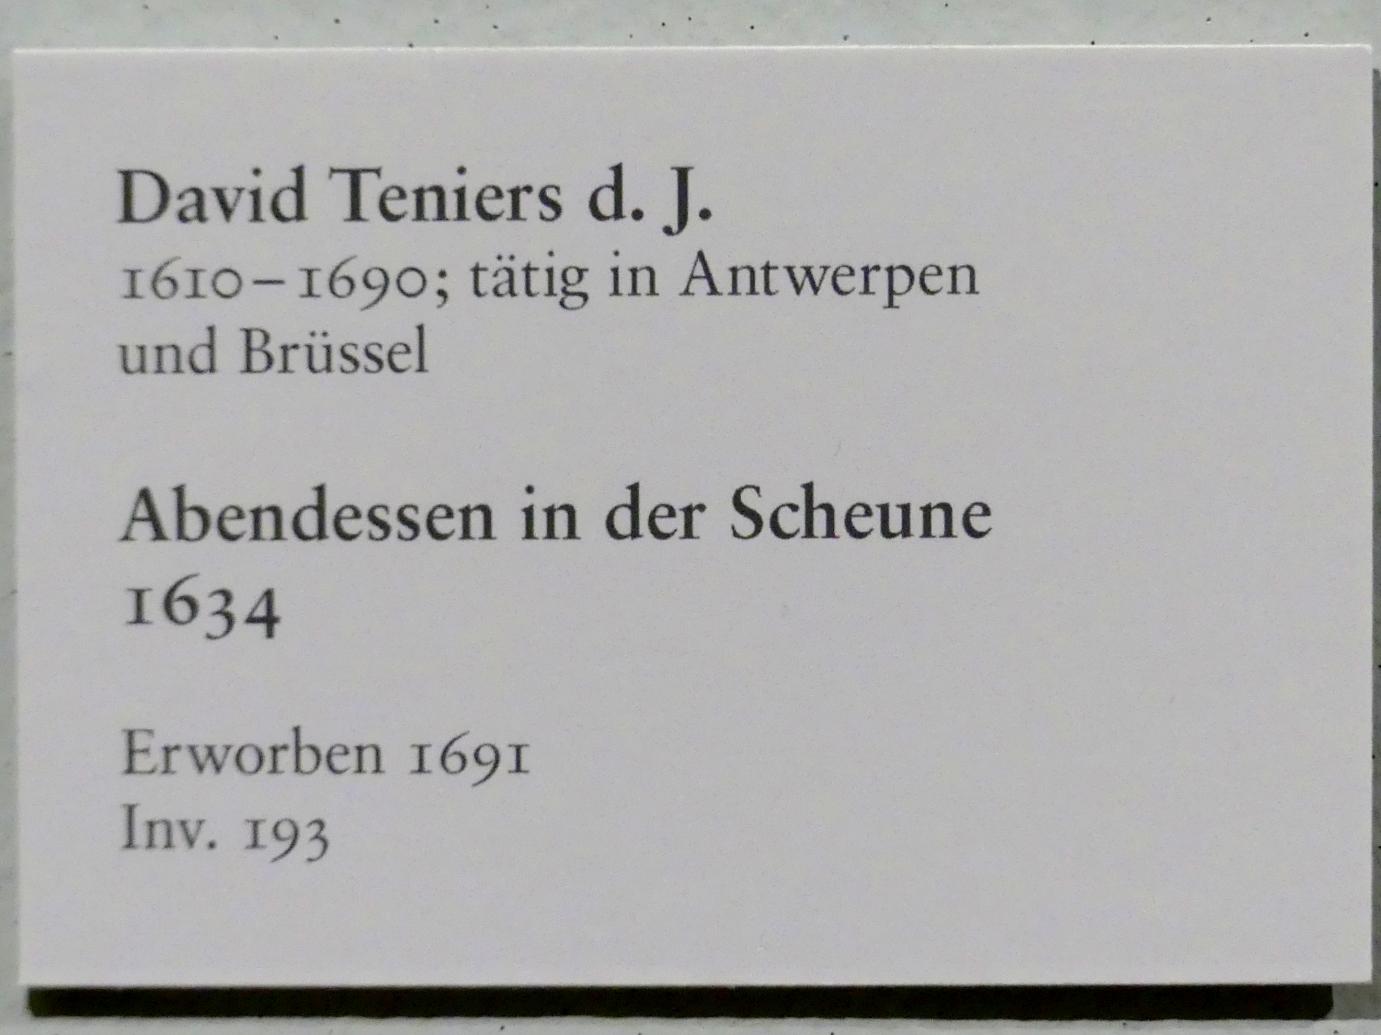 David Teniers d. J.
1610–1690; tätig in Antwerpen
und Brüssel
Abendessen in der Scheune
1634
Erworben 1691
Inv. 193